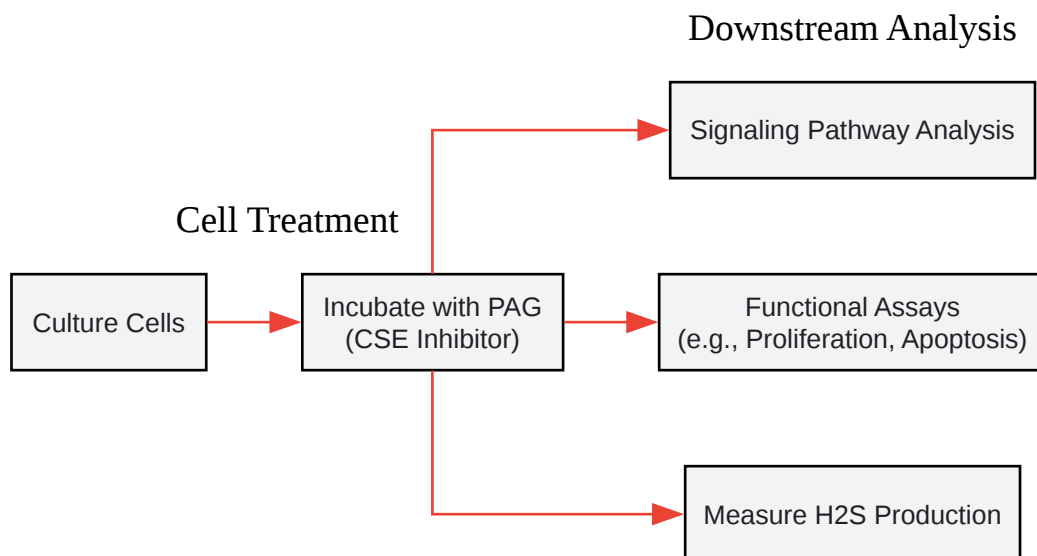 Downstream Analysis
Signaling Pathway Analysis
Cell Treatment
Culture Cells
Incubate with PAG
(CSE Inhibitor)
Functional Assays
(e.g., Proliferation, Apoptosis)
Measure H2S Production